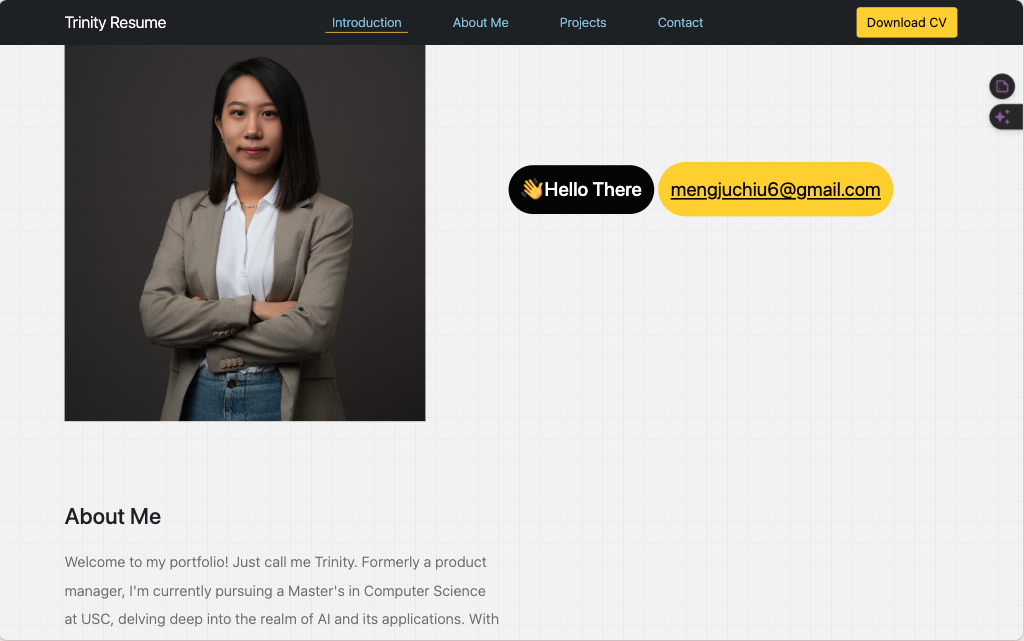 Trinity Resume
Introduction
About Me
Projects
Contact
Download CV
👋Hello There
mengjuchiu6@gmail.com
About Me
Welcome to my portfolio! Just call me Trinity. Formerly a product
manager, I'm currently pursuing a Master's in Computer Science
at USC, delving deep into the realm of AI and its applications. With